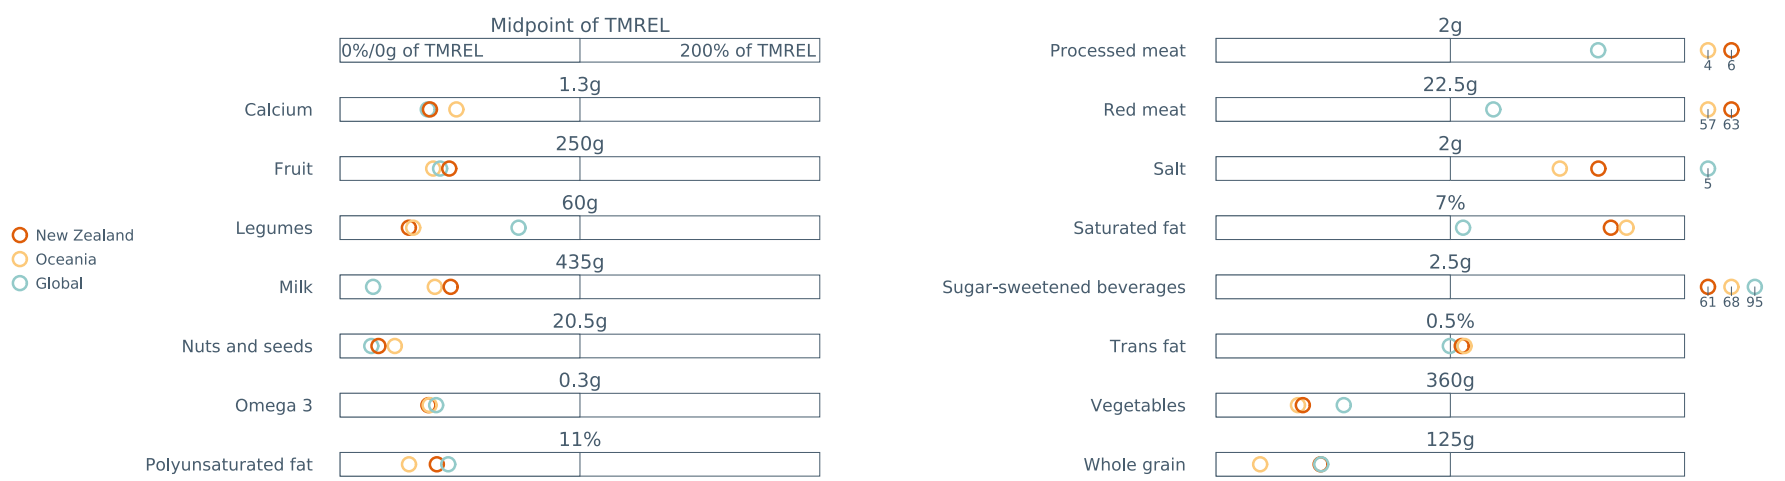 Midpoint of TMREL
0%/0g of TMREL 200% of TMREL
1.3g
Calcium
250g
Fruit
60g
Legumes
435g
Milk
20.5g
Nuts and seeds
0.3g
Omega 3
11%
Polyunsaturated fat
New Zealand
Oceania
Global
2g
Processed meat
4 6
22.5g
Red meat
57 63
2g
Salt
5
7%
Saturated fat
2.5g
Sugar-sweetened beverages
61 68 95
0.5%
Trans fat
360g
Vegetables
125g
Whole grain